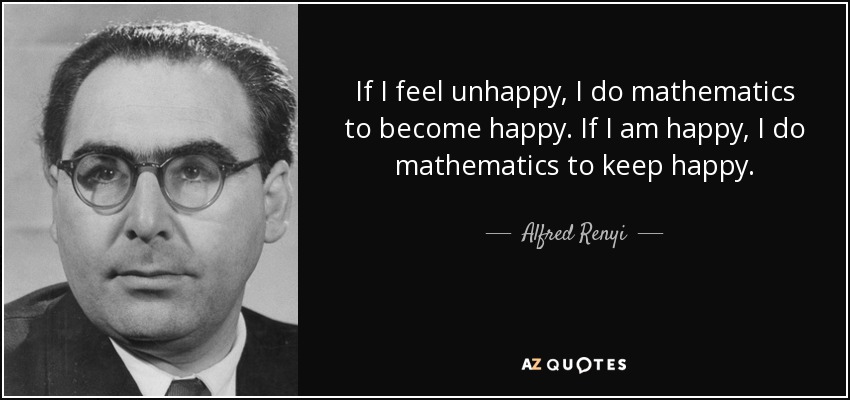 If I feel unhappy, I do mathematics
to become happy. If I am happy, I do
mathematics to keep happy.
Alfred Renyi
AZ QUOTES